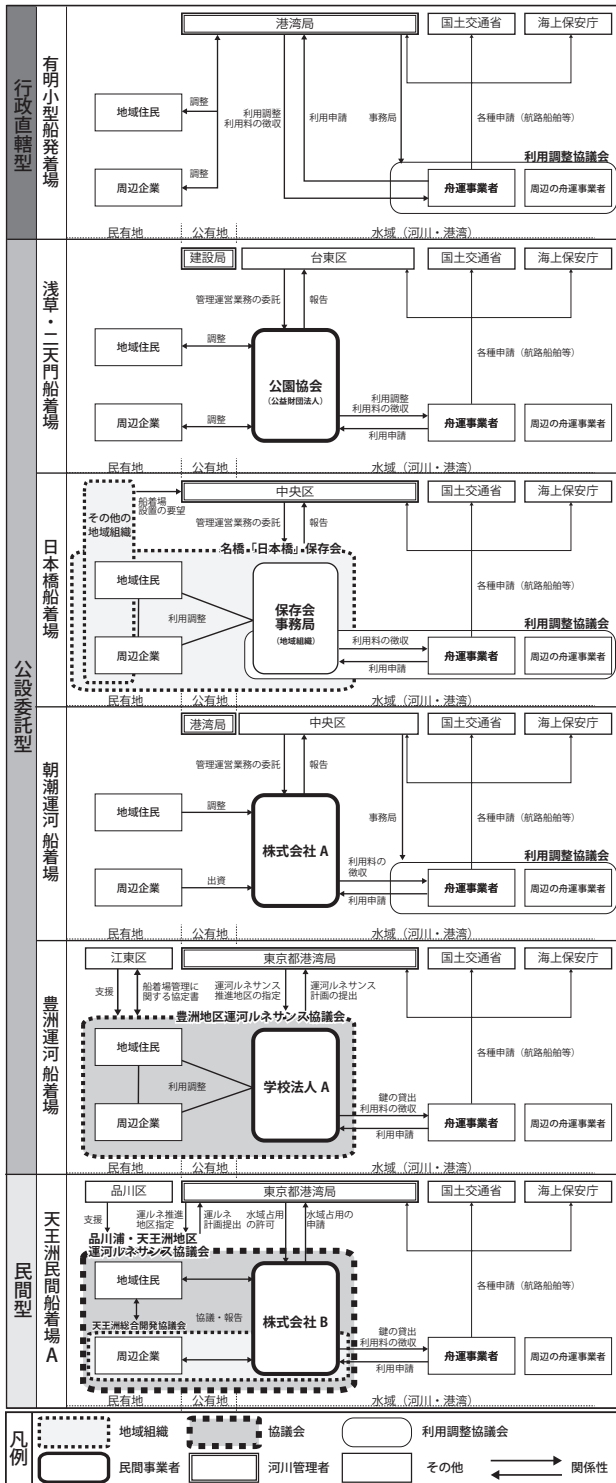 行政直轄型
有明小型船発着場
港湾局
国土交通省
海上保安庁
地域住民
調整
利用調整
利用料の徴収
利用申請
事務局
各種申請（航路船舶等）
利用調整協議会
周辺企業
調整
舟運事業者
周辺の舟運事業者
民有地
公有地
水域（河川・港湾）
公設委託型
浅草・二天門船着場
建設局
台東区
国土交通省
海上保安庁
管理運営業務の委託
報告
地域住民
調整
公園協会
（公益財団法人）
各種申請（航路船舶等）
周辺企業
調整
利用調整
利用料の徴収
利用申請
舟運事業者
周辺の舟運事業者
民有地
公有地
水域（河川・港湾）
日本橋船着場
その他の
地域組織
船着場
設置の要望
中央区
国土交通省
海上保安庁
管理運営業務の委託
報告
名橋「日本橋」保存会
地域住民
利用調整
周辺企業
保存会
事務局
（地域組織）
各種申請（航路船舶等）
利用調整協議会
利用料の徴収
利用申請
舟運事業者
周辺の舟運事業者
民有地
公有地
水域（河川・港湾）
朝潮運河船着場
港湾局
中央区
国土交通省
海上保安庁
管理運営業務の委託
報告
地域住民
調整
株式会社 A
事務局
各種申請（航路船舶等）
利用調整協議会
周辺企業
出資
利用料の
徴収
利用申請
舟運事業者
周辺の舟運事業者
民有地
公有地
水域（河川・港湾）
豊洲運河船着場
江東区
東京都港湾局
国土交通省
海上保安庁
支援
船着場管理に
関する協定書
運河ルネサンス
推進地区の指定
運河ルネサンス
計画の提出
豊洲地区運河ルネサンス協議会
地域住民
利用調整
周辺企業
学校法人 A
各種申請（航路船舶等）
鍵の貸出
利用料の徴収
利用申請
舟運事業者
周辺の舟運事業者
民有地
公有地
水域（河川・港湾）
民間型
天王洲民間船着場 A
品川区
東京都港湾局
国土交通省
海上保安庁
支援
運ルネ推進
地区指定
運ルネ
計画提出
水域占用
の許可
水域占用の
申請
品川浦・天王洲地区
運河ルネサンス協議会
地域住民
天王洲総合開発協議会
協議・報告
周辺企業
株式会社 B
各種申請（航路船舶等）
鍵の貸出
利用料の徴収
利用申請
舟運事業者
周辺の舟運事業者
民有地
公有地
水域（河川・港湾）
凡例
地域組織
協議会
利用調整協議会
民間事業者
河川管理者
その他
関係性